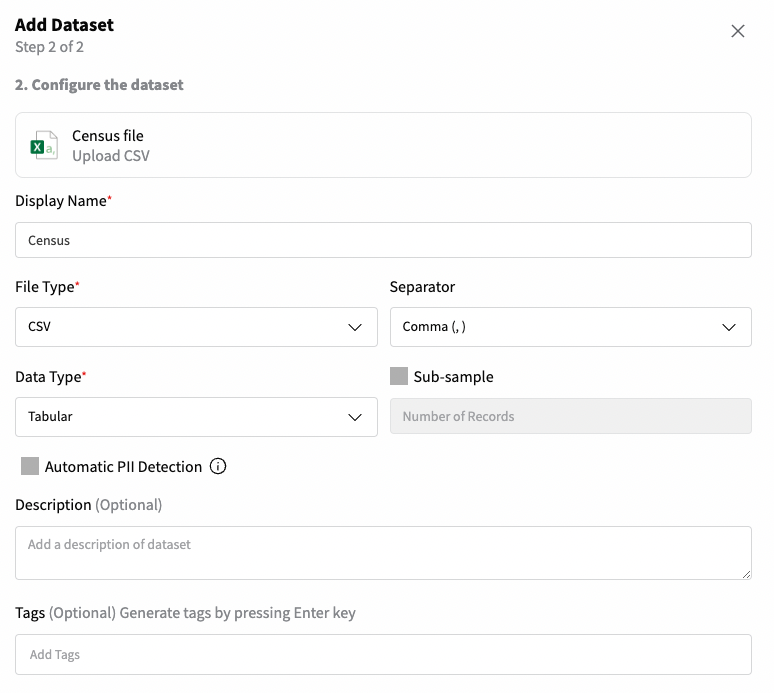 Add Dataset
Step 2 of 2
2. Configure the dataset
Census file
Upload CSV
Display Name*
Census
File Type*
Separator
CSV
Comma (, )
Data Type*
Sub-sample
Tabular
Number of Records
Automatic PII Detection
Description (Optional)
Add a description of dataset
Tags (Optional) Generate tags by pressing Enter key
Add Tags